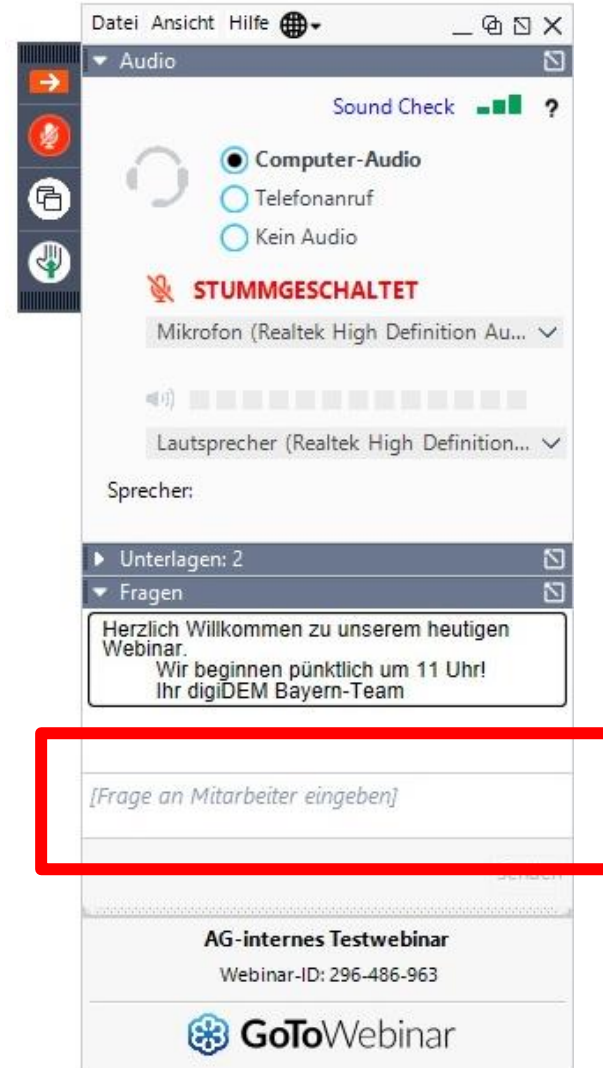 Datei Ansicht Hilfe
Audio
Sound Check ?
Computer-Audio
Telefonanruf
Kein Audio
STUMMGESCHALTET
Mikrofon (Realtek High Definition Au...
Lautsprecher (Realtek High Definition...
Sprecher:
Unterlagen: 2
Fragen
Herzlich Willkommen zu unserem heutigen
Webinar.
Wir beginnen pünktlich um 11 Uhr!
Ihr digiDEM Bayern-Team
[Frage an Mitarbeiter eingeben]
AG-internes Testwebinar
Webinar-ID: 296-486-963
GoToWebinar